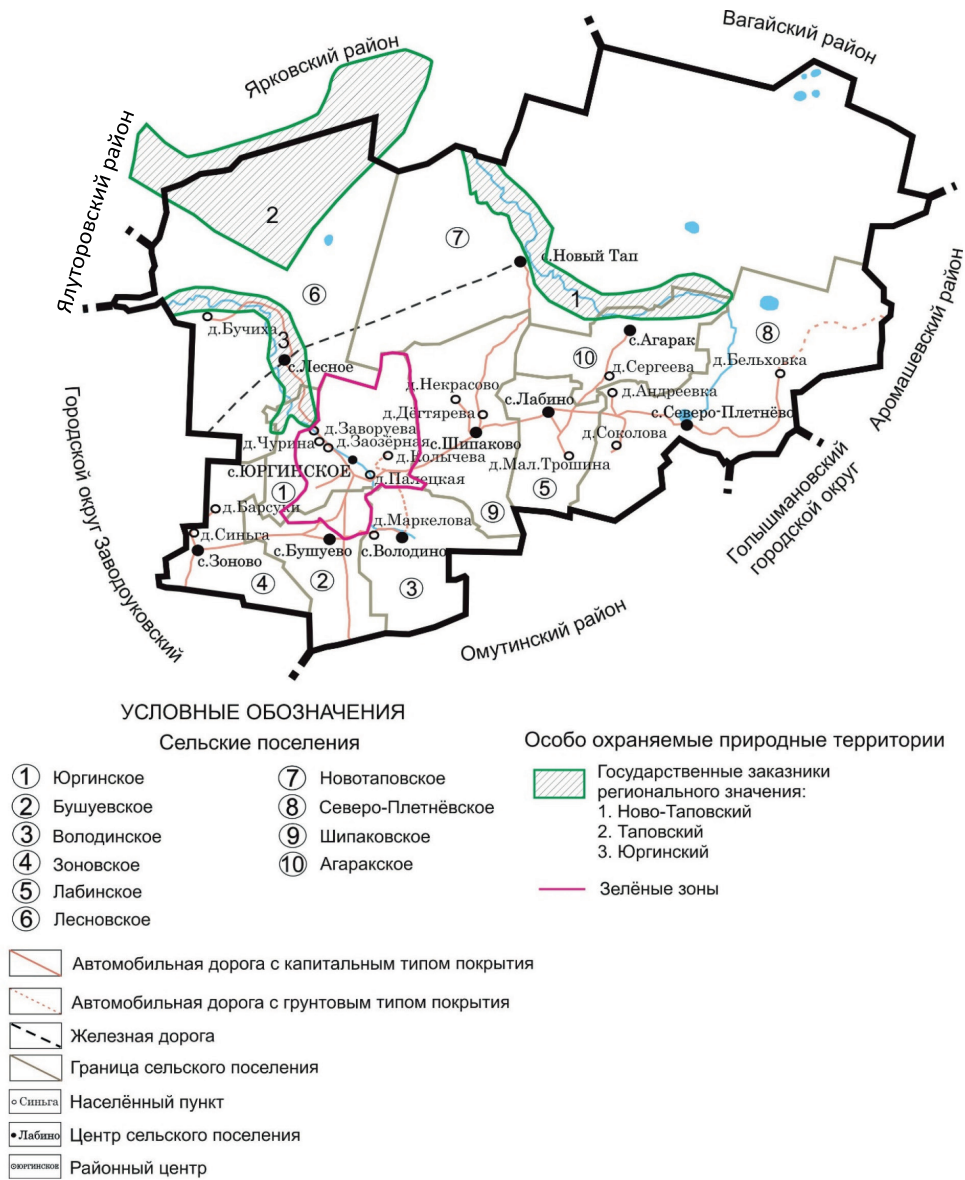 Вагайский район
Ярковский район
Ялуторовский район
2
7
с.Новый Тап
6
1
8
Аромашевский район
д.Бучиха
3
с.Лесное
10
с.Агарак
д.Бельховка
д.Некрасово
д.Сергеева
д.Андреевка
с.Лабино
д.Дёгтярева
с.Северо-Плетнёво
д.Заворуева
с.Шипаково
д.Чурина
д.Заозёрная
д.Соколова
д.Колычева
д.Мал.Трошина
с.ЮРГИНСКОЕ
д.Палецкая
1
5
Голышмановский
городской округ
Городской округ Заводоуковский
д.Барсуки
9
д.Маркелова
д.Синьга
с.Бушуево
с.Володино
с.Зоново
4
2
3
Омутинский район
УСЛОВНЫЕ ОБОЗНАЧЕНИЯ
Сельские поселения
1 Юргинское
2 Бушуевское
3 Володинское
4 Зоновское
5 Лабинское
6 Лесновское
7 Новотаповское
8 Северо-Плетнёвское
9 Шипаковское
10 Агаракское
Особо охраняемые природные территории
Государственные заказники
регионального значения:
1. Ново-Таповский
2. Таповский
3. Юргинский
Зелёные зоны
Автомобильная дорога с капитальным типом покрытия
Автомобильная дорога с грунтовым типом покрытия
Железная дорога
Граница сельского поселения
Синьга Населённый пункт
Лабино Центр сельского поселения
ЮРГИНСКОЕ Районный центр